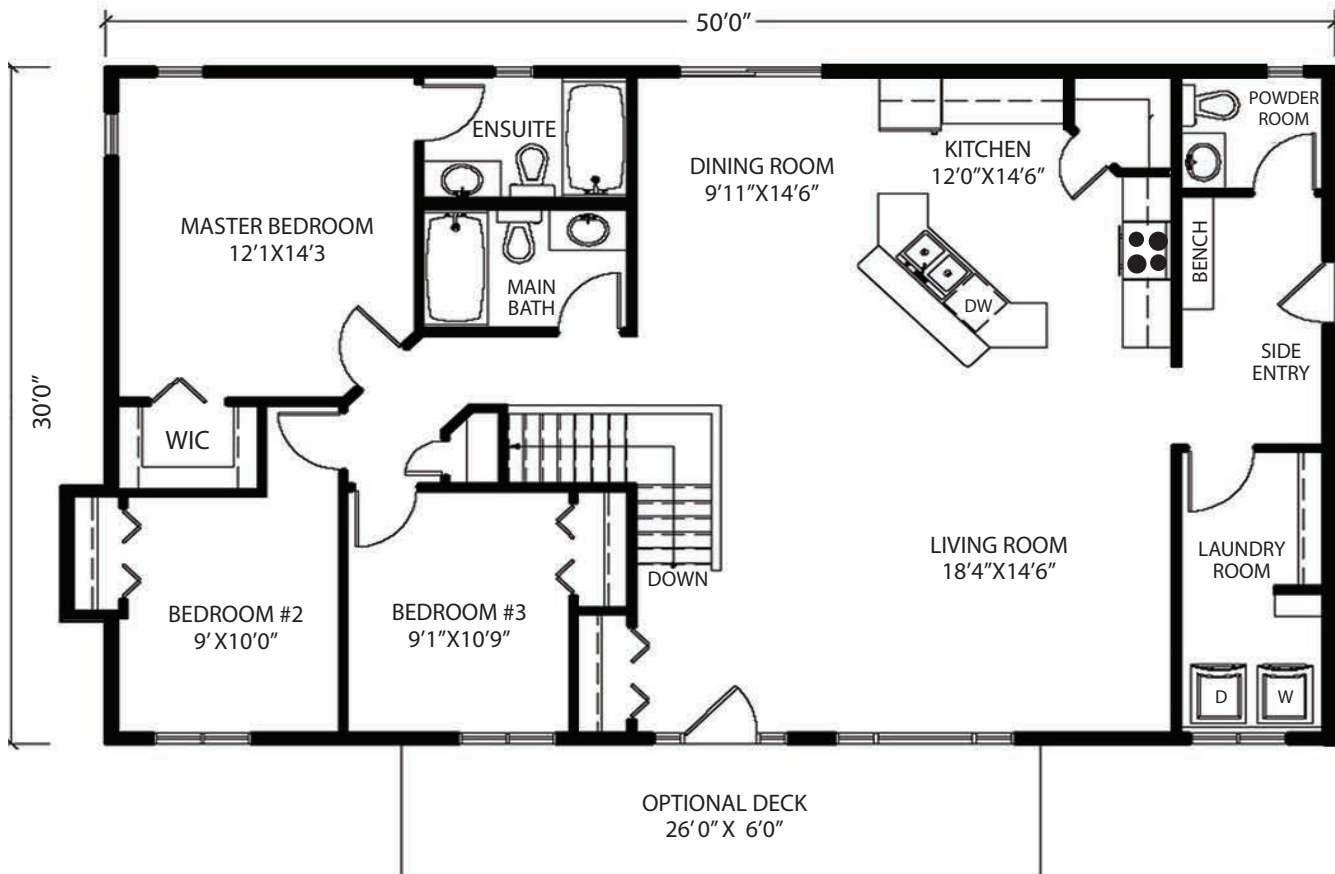 50'0”
30'0”
ENSUITE
POWDER
ROOM
DINING ROOM
9'11”X14'6”
KITCHEN
12'0”X14'6”
MASTER BEDROOM
12'1X14'3
MAIN
BATH
BENCH
DW
SIDE
ENTRY
WIC
DOWN
LIVING ROOM
18'4”X14'6”
LAUNDRY
ROOM
BEDROOM #2
9' X10'0”
BEDROOM #3
9'1”X10'9”
D
W
OPTIONAL DECK
26' 0” X 6'0”